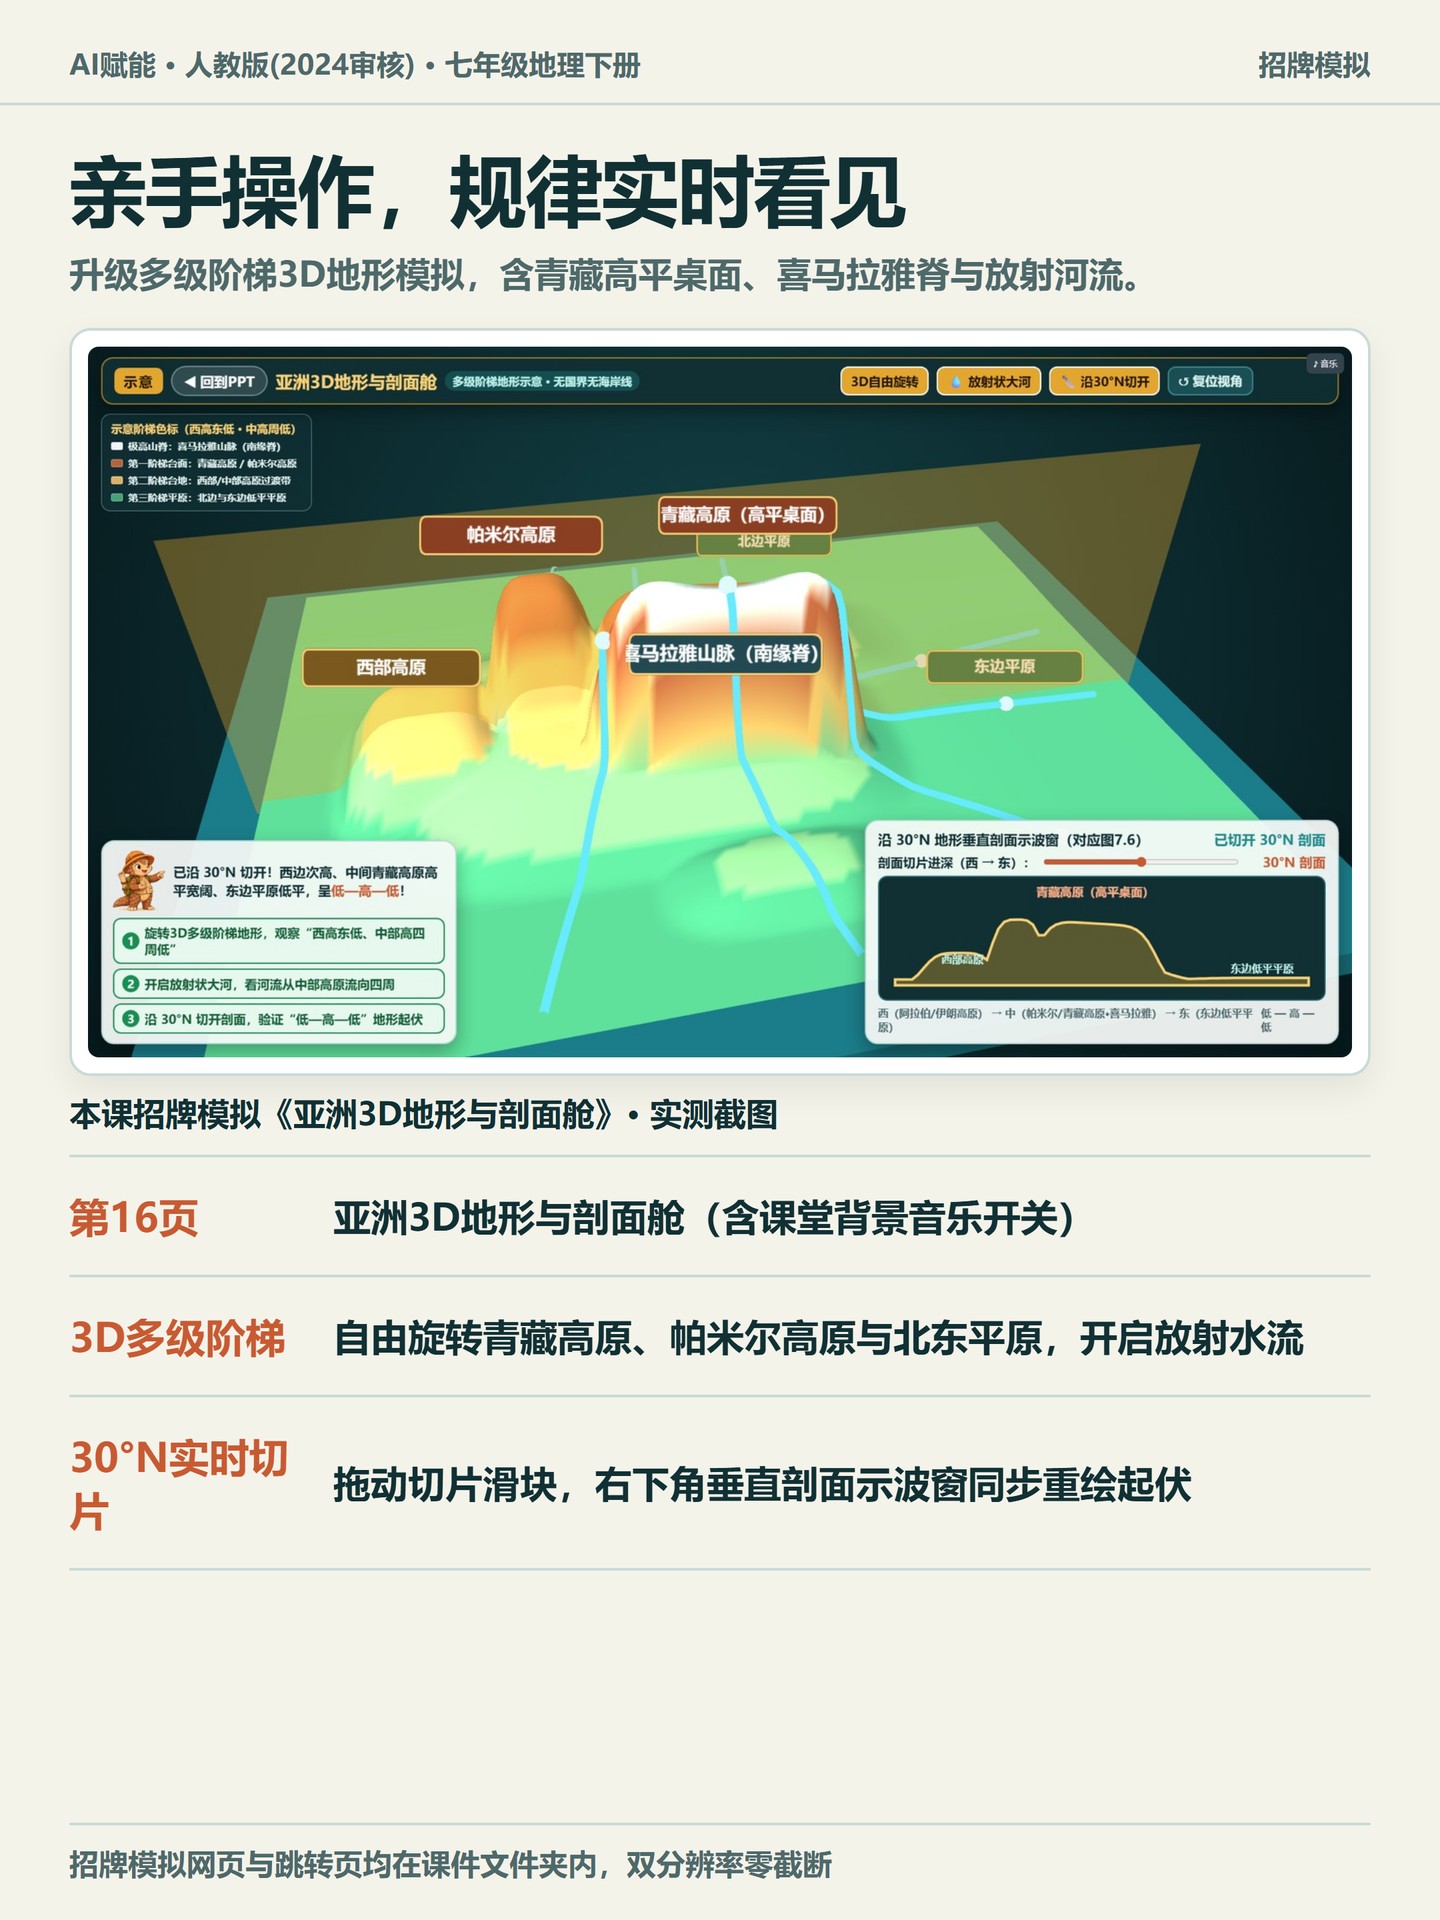 AI赋能 • 人教版(2024审核) • 七年级地理下册
招牌模拟
亲手操作，规律实时看见
升级多级阶梯3D地形模拟，含青藏高平桌面、喜马拉雅脊与放射河流。
示意
◀ 回到PPT
亚洲3D地形与剖面舱
多级阶梯地形示意 • 无国界无海岸线
3D自由旋转
💧 放射状大河
🔪 沿30°N切开
↺ 复位视角
♪ 音乐
示意阶梯色标（西高东低 • 中高周低）
极高山脊：喜马拉雅山脉（南缘脊）
第一阶梯台面：青藏高原 / 帕米尔高原
第二阶梯台地：西部/中部高原过渡带
第三阶梯平原：北边与东边低平平原
帕米尔高原
青藏高原（高平桌面）
北边平原
西部高原
喜马拉雅山脉（南缘脊）
东边平原
已沿 30°N 切开！西边次高、中间青藏高原高
平宽阔、东边平原低平，呈低—高—低！
1 旋转3D多级阶梯地形，观察“西高东低、中部高四
周低”
2 开启放射状大河，看河流从中部高原流向四周
3 沿 30°N 切开剖面，验证“低—高—低”地形起伏
沿 30°N 地形垂直剖面示波窗（对应图7.6）
已切开 30°N 剖面
剖面切片进深（西 → 东）：
30°N 剖面
青藏高原（高平桌面）
西部高原
东边低平平原
西（阿拉伯/伊朗高原） → 中（帕米尔/青藏高原•喜马拉雅） → 东（东边低平平
原）
低 — 高 —
低
本课招牌模拟《亚洲3D地形与剖面舱》• 实测截图
第16页
亚洲3D地形与剖面舱（含课堂背景音乐开关）
3D多级阶梯
自由旋转青藏高原、帕米尔高原与北东平原，开启放射水流
30°N实时切
片
拖动切片滑块，右下角垂直剖面示波窗同步重绘起伏
招牌模拟网页与跳转页均在课件文件夹内，双分辨率零截断